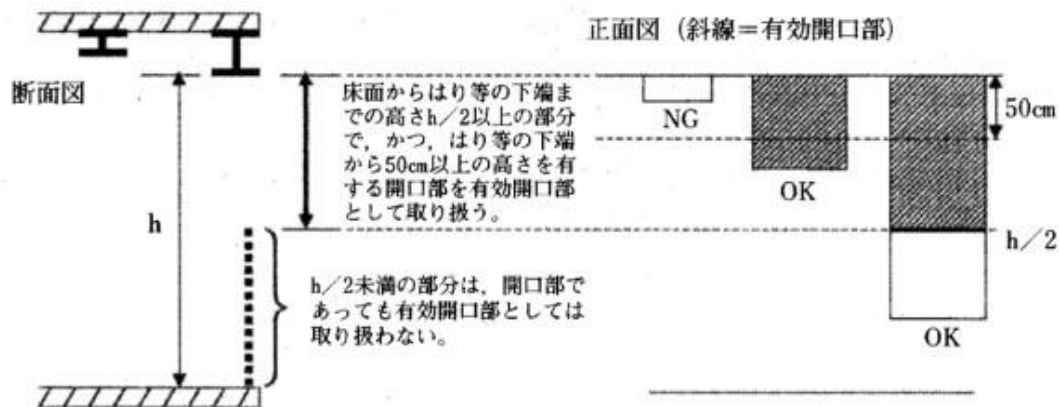 正面図（斜線＝有効開口部）
断面図
床面からはり等の下端ま
での高さh／2以上の部分
で，かつ，はり等の下端
から50cm以上の高さを有
する開口部を有効開口部
として取り扱う。
NG
OK
50cm
h
h／2
h／2未満の部分は，開口部で
あっても有効開口部としては
取り扱わない。
OK